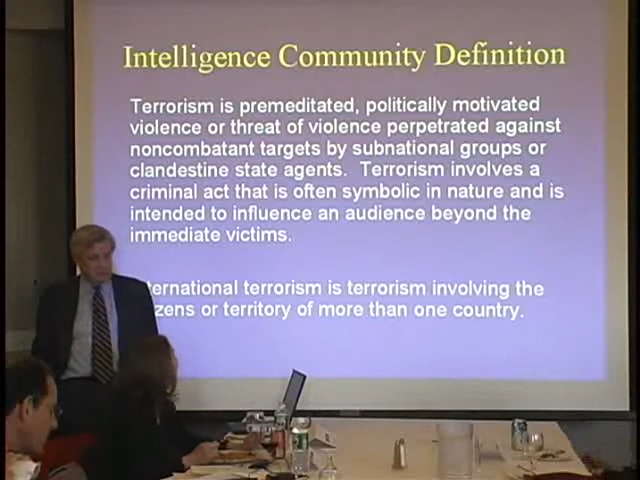 Intelligence Community Definition
Terrorism is premeditated, politically motivated
violence or threat of violence perpetrated against
noncombatant targets by subnational groups or
clandestine state agents. Terrorism involves a
criminal act that is often symbolic in nature and is
intended to influence an audience beyond the
immediate victims.
ternational terrorism is terrorism involving the
zens or territory of more than one country.